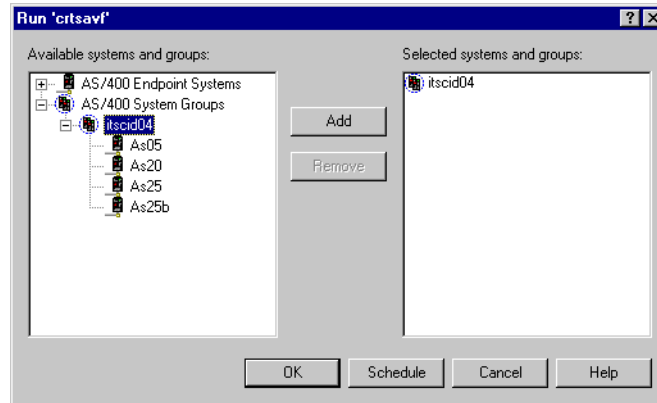 Run 'crtsavf'
Available systems and groups:
Selected systems and groups:
AS/400 Endpoint Systems
AS/400 System Groups
itscid04
As05
As20
As25
As25b
Add
Remove
itscid04
OK
Schedule
Cancel
Help